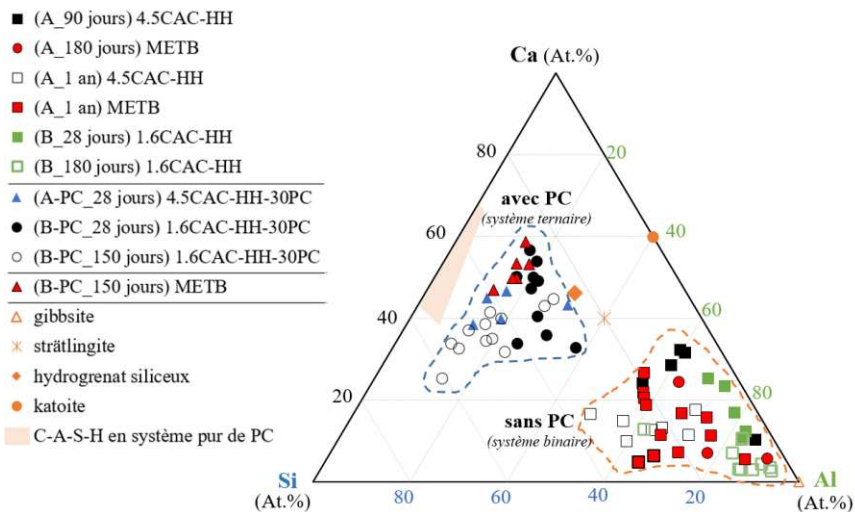 (A_90 jours) 4.5CAC-HH
(A_180 jours) METB
(A_1 an) 4.5CAC-HH
(A_1 an) METB
(B_28 jours) 1.6CAC-HH
(B_180 jours) 1.6CAC-HH
(A-PC_28 jours) 4.5CAC-HH-30PC
(B-PC_28 jours) 1.6CAC-HH-30PC
(B-PC_150 jours) 1.6CAC-HH-30PC
(B-PC_150 jours) METB
gibbsite
strätlingite
hydrogrenat siliceux
katoite
C-A-S-H en système pur de PC
Ca (At.%)
80
20
avec PC
(système ternaire)
60
40
40
60
20
80
sans PC
(système binaire)
Si
(At.%)
80
60
40
20
Al
(At.%)